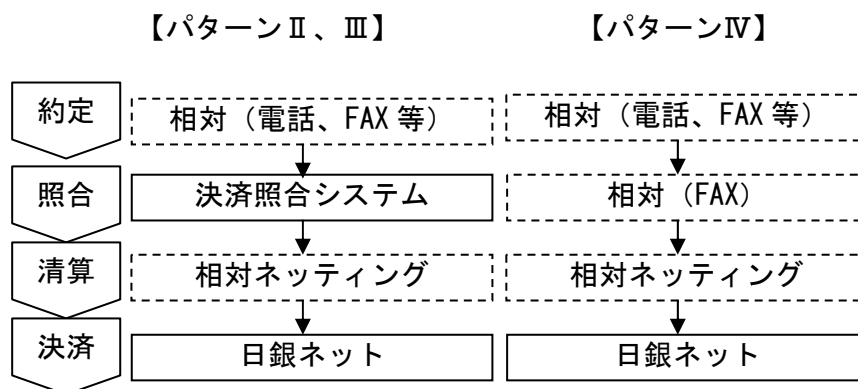 【パターンⅡ、Ⅲ】 【パターンⅣ】
約定 相対（電話、FAX 等） 相対（電話、FAX 等）
照合 決済照合システム 相対（FAX）
清算 相対ネッティング 相対ネッティング
決済 日銀ネット 日銀ネット